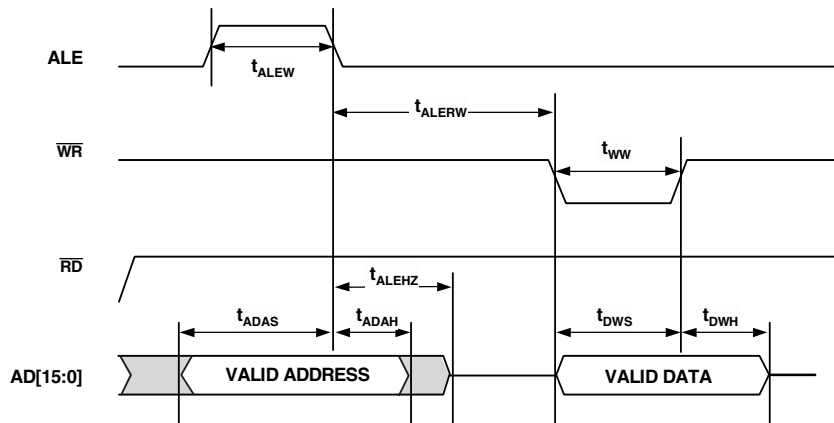 ALE
tALEW
tALERW
WR
tWW
RD
tALEHZ
tADAS
tADAH
tDWS
tDWH
AD[15:0]
VALID ADDRESS
VALID DATA